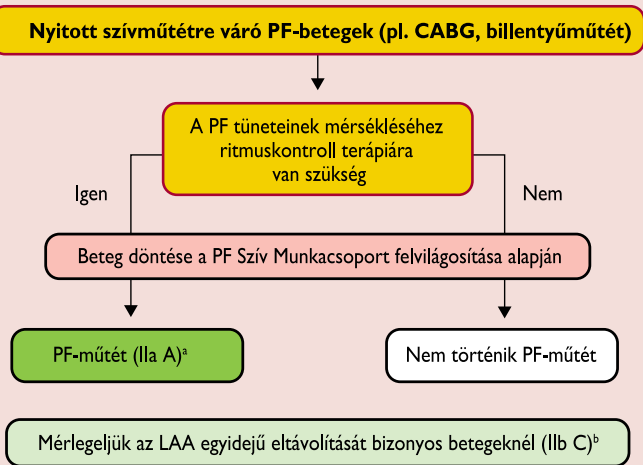 Nyitott szívműtétre váró PF-betegek (pl. CABG, billentyűműtét)
A PF tüneteinek mérsékléséhez
ritmuskontroll terápiára
van szükség
Igen
Nem
Beteg döntése a PF Szív Munkacsoport felvilágosítása alapján
PF-műtét (IIa A)ᵃ
Nem történik PF-műtét
Mérlegeljük az LAA egyidejű eltávolítását bizonyos betegeknél (IIb C)ᵇ